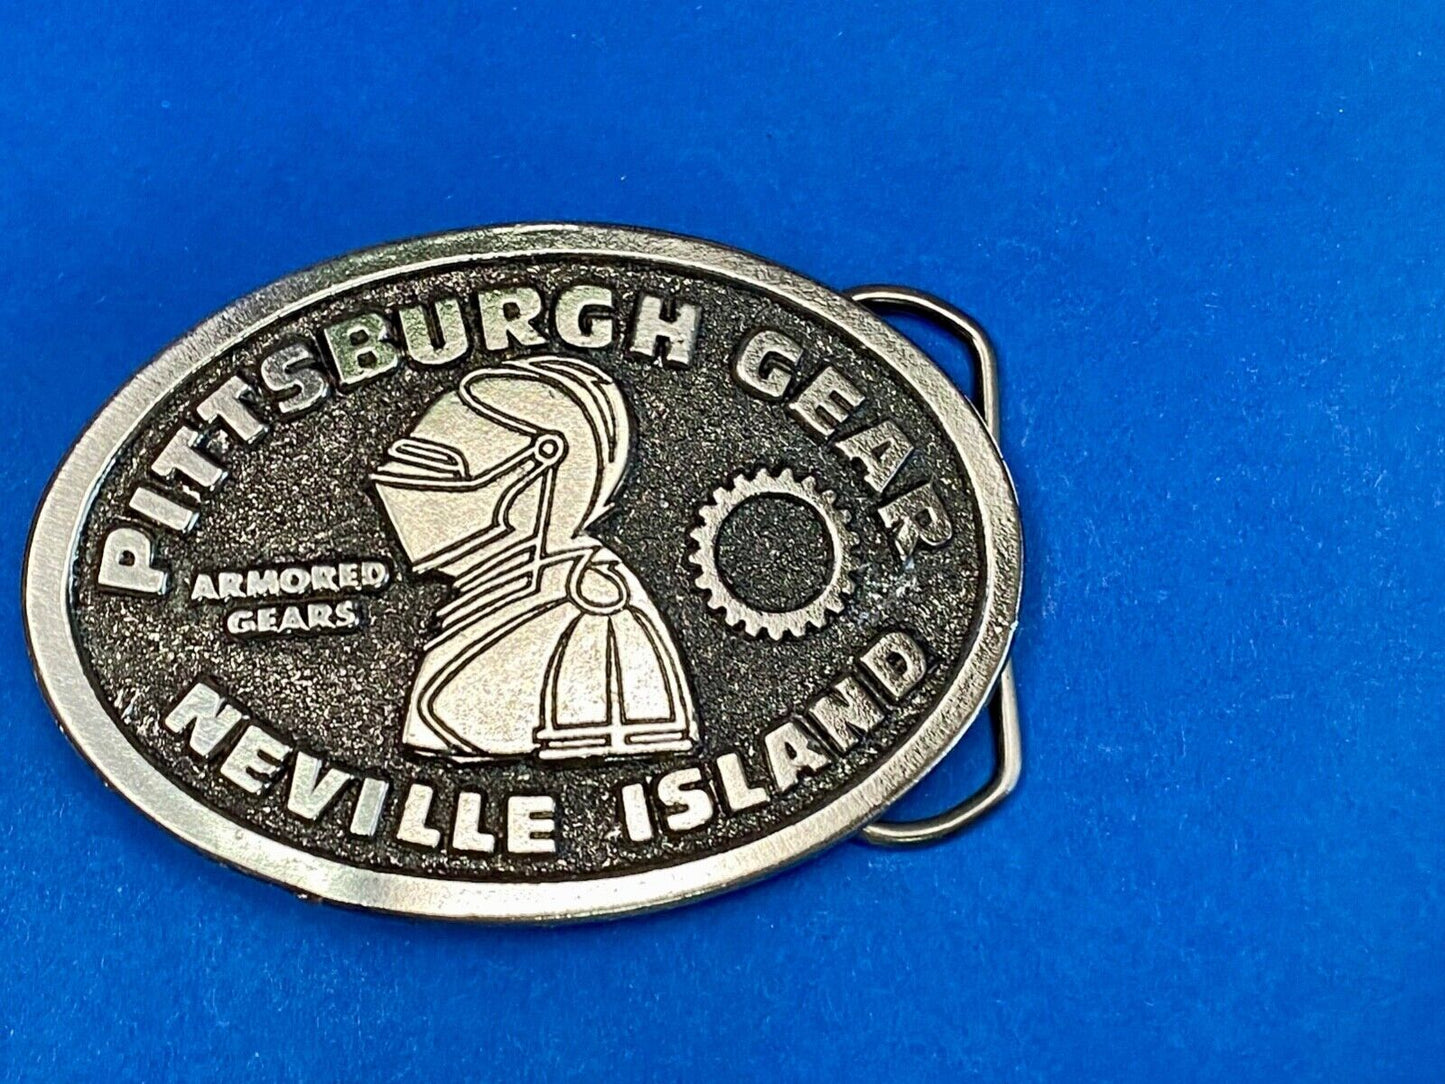 PITTSBURGH GEAR
ARMORED
GEARS
NEVILLE ISLAND